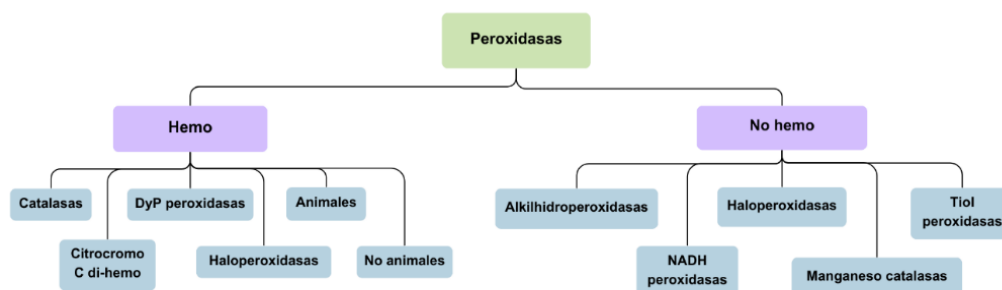 Peroxidasas
Hemo
No hemo
Catalasas
DyP peroxidasas
Animales
Citrocromo
C di-hemo
Haloperoxidasas
No animales
Alkilhidroperoxidasas
Haloperoxidasas
Tiol
peroxidasas
NADH
peroxidasas
Manganeso catalasas